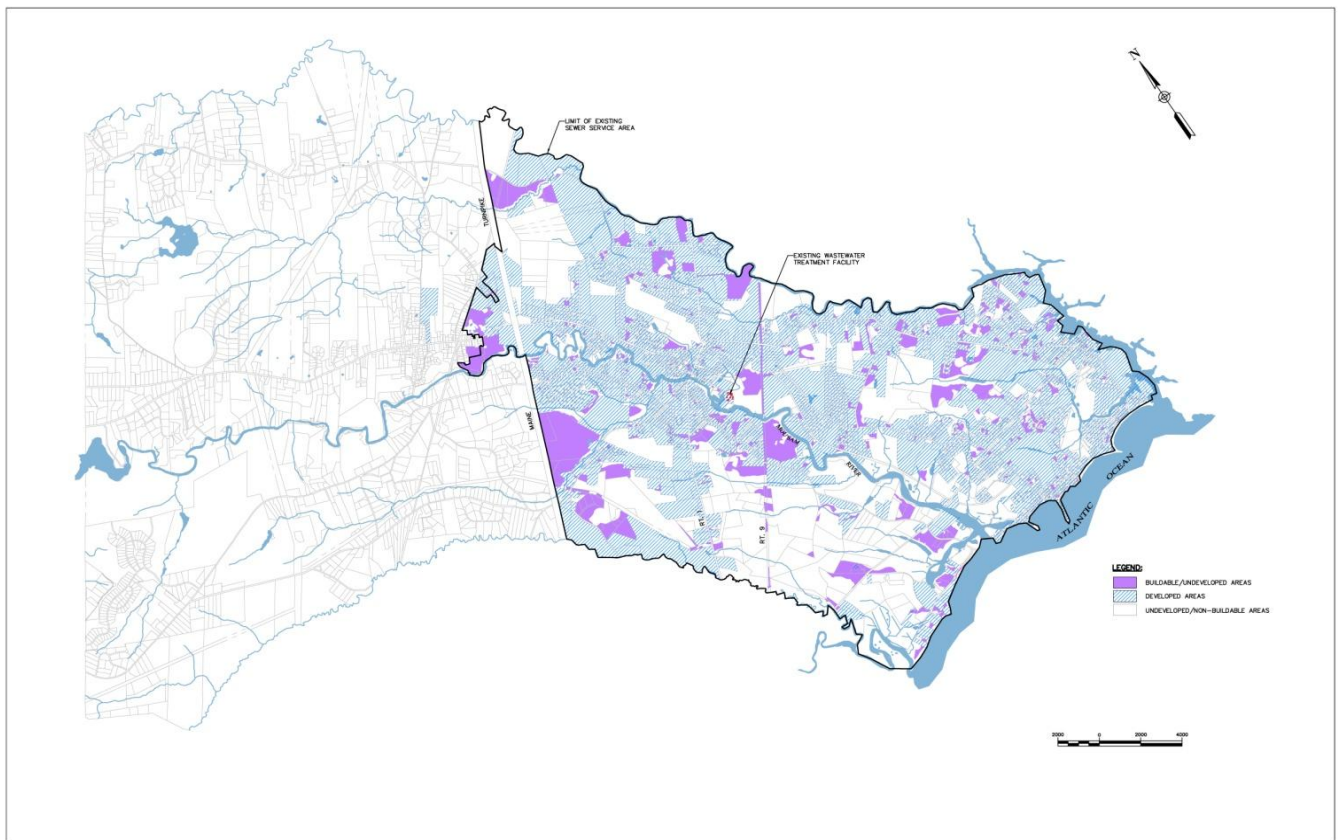 N
LIMIT OF EXISTING
SEWER SERVICE AREA
TURNPIKE
EXISTING WASTEWATER
TREATMENT FACILITY
MAINE
RIVER
RT. 1
RT. 9
ATLANTIC OCEAN
LEGEND:
BUILDABLE/UNDEVELOPED AREAS
DEVELOPED AREAS
UNDEVELOPED/NON-BUILDABLE AREAS
2000 0 2000 4000